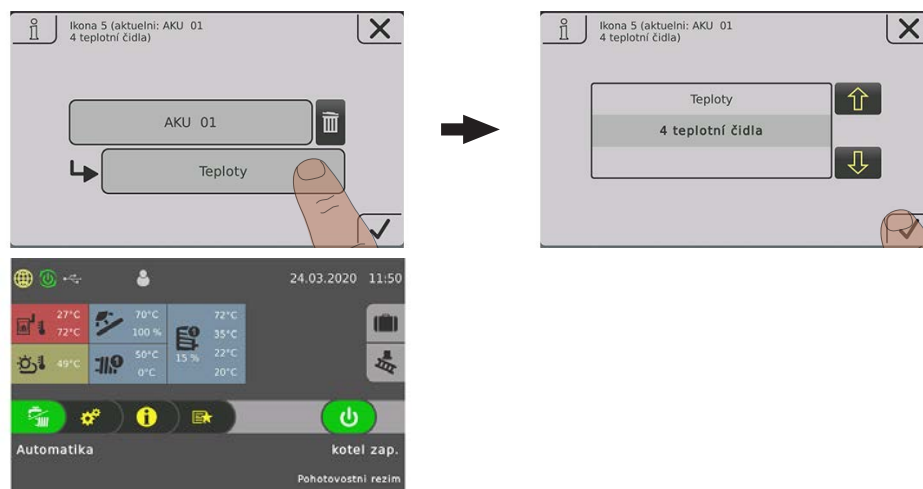 Ikona 5 (aktuelni: AKU 01
4 teplotní čidla)
AKU 01
Teploty
Ikona 5 (aktuelni: AKU 01
4 teplotní čidla)
Teploty
4 teplotní čidla
24.03.2020 11:50
27°C 70°C 72°C
72°C 100 % 35°C
49°C 50°C 15 % 22°C
0°C 20°C
Automatika kotel zap.
Pohotovostni rezim